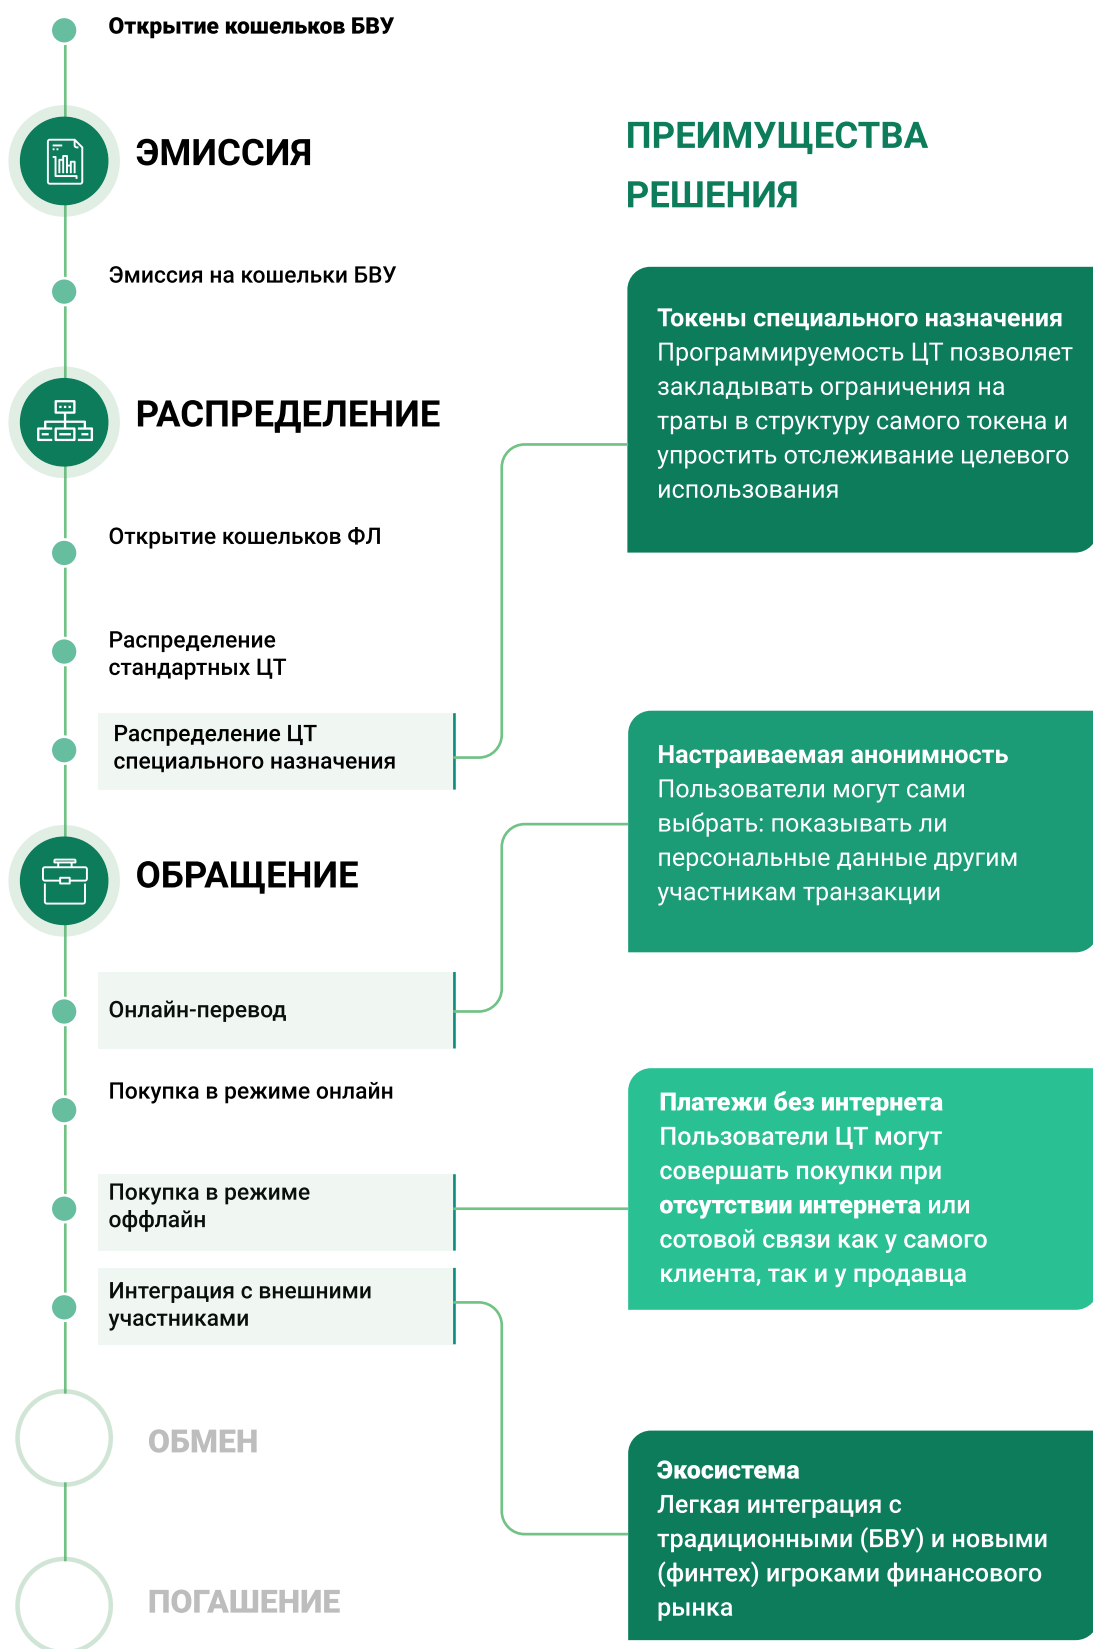 Открытие кошельков БВУ
ЭМИССИЯ
Эмиссия на кошельки БВУ
РАСПРЕДЕЛЕНИЕ
Открытие кошельков ФЛ
Распределение
стандартных ЦТ
Распределение ЦТ
специального назначения
ОБРАЩЕНИЕ
Онлайн-перевод
Покупка в режиме онлайн
Покупка в режиме
оффлайн
Интеграция с внешними
участниками
ОБМЕН
ПОГАШЕНИЕ
ПРЕИМУЩЕСТВА
РЕШЕНИЯ
Токены специального назначения
Программируемость ЦТ позволяет
закладывать ограничения на
траты в структуру самого токена и
упростить отслеживание целевого
использования
Настраиваемая анонимность
Пользователи могут сами
выбрать: показывать ли
персональные данные другим
участникам транзакции
Платежи без интернета
Пользователи ЦТ могут
совершать покупки при
отсутствии интернета или
сотовой связи как у самого
клиента, так и у продавца
Экосистема
Легкая интеграция с
традиционными (БВУ) и новыми
(финтех) игроками финансового
рынка